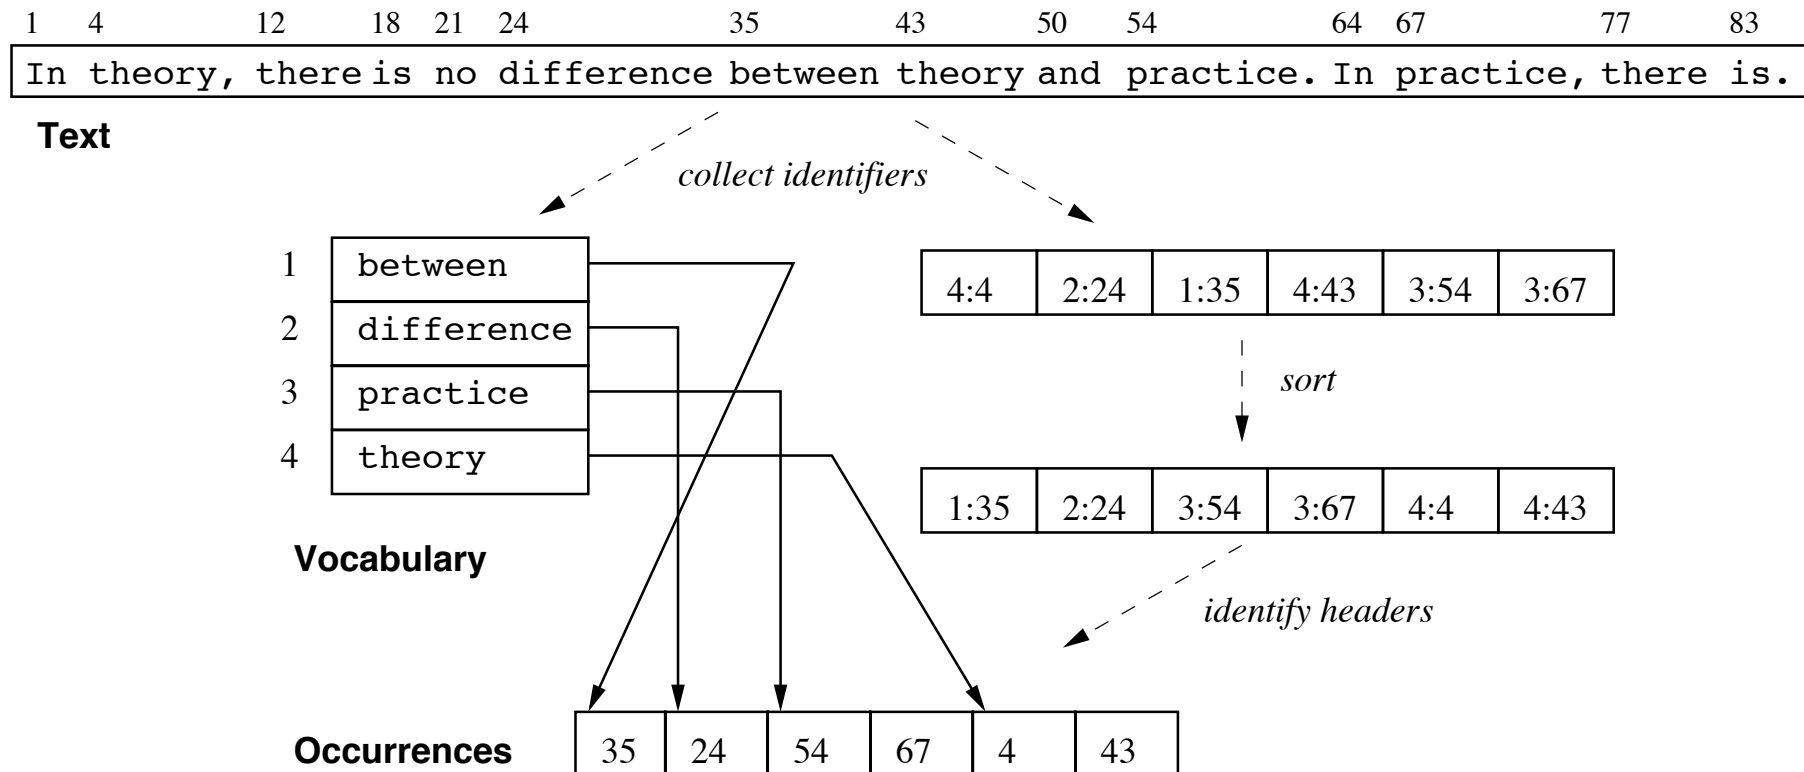 1 4 12 18 21 24 35 43 50 54 64 67 77 83
In theory, there is no difference between theory and practice. In practice, there is.
Text
collect identifiers
1 between
2 difference
3 practice
4 theory
4:4 2:24 1:35 4:43 3:54 3:67
sort
1:35 2:24 3:54 3:67 4:4 4:43
Vocabulary
identify headers
Occurrences 35 24 54 67 4 43